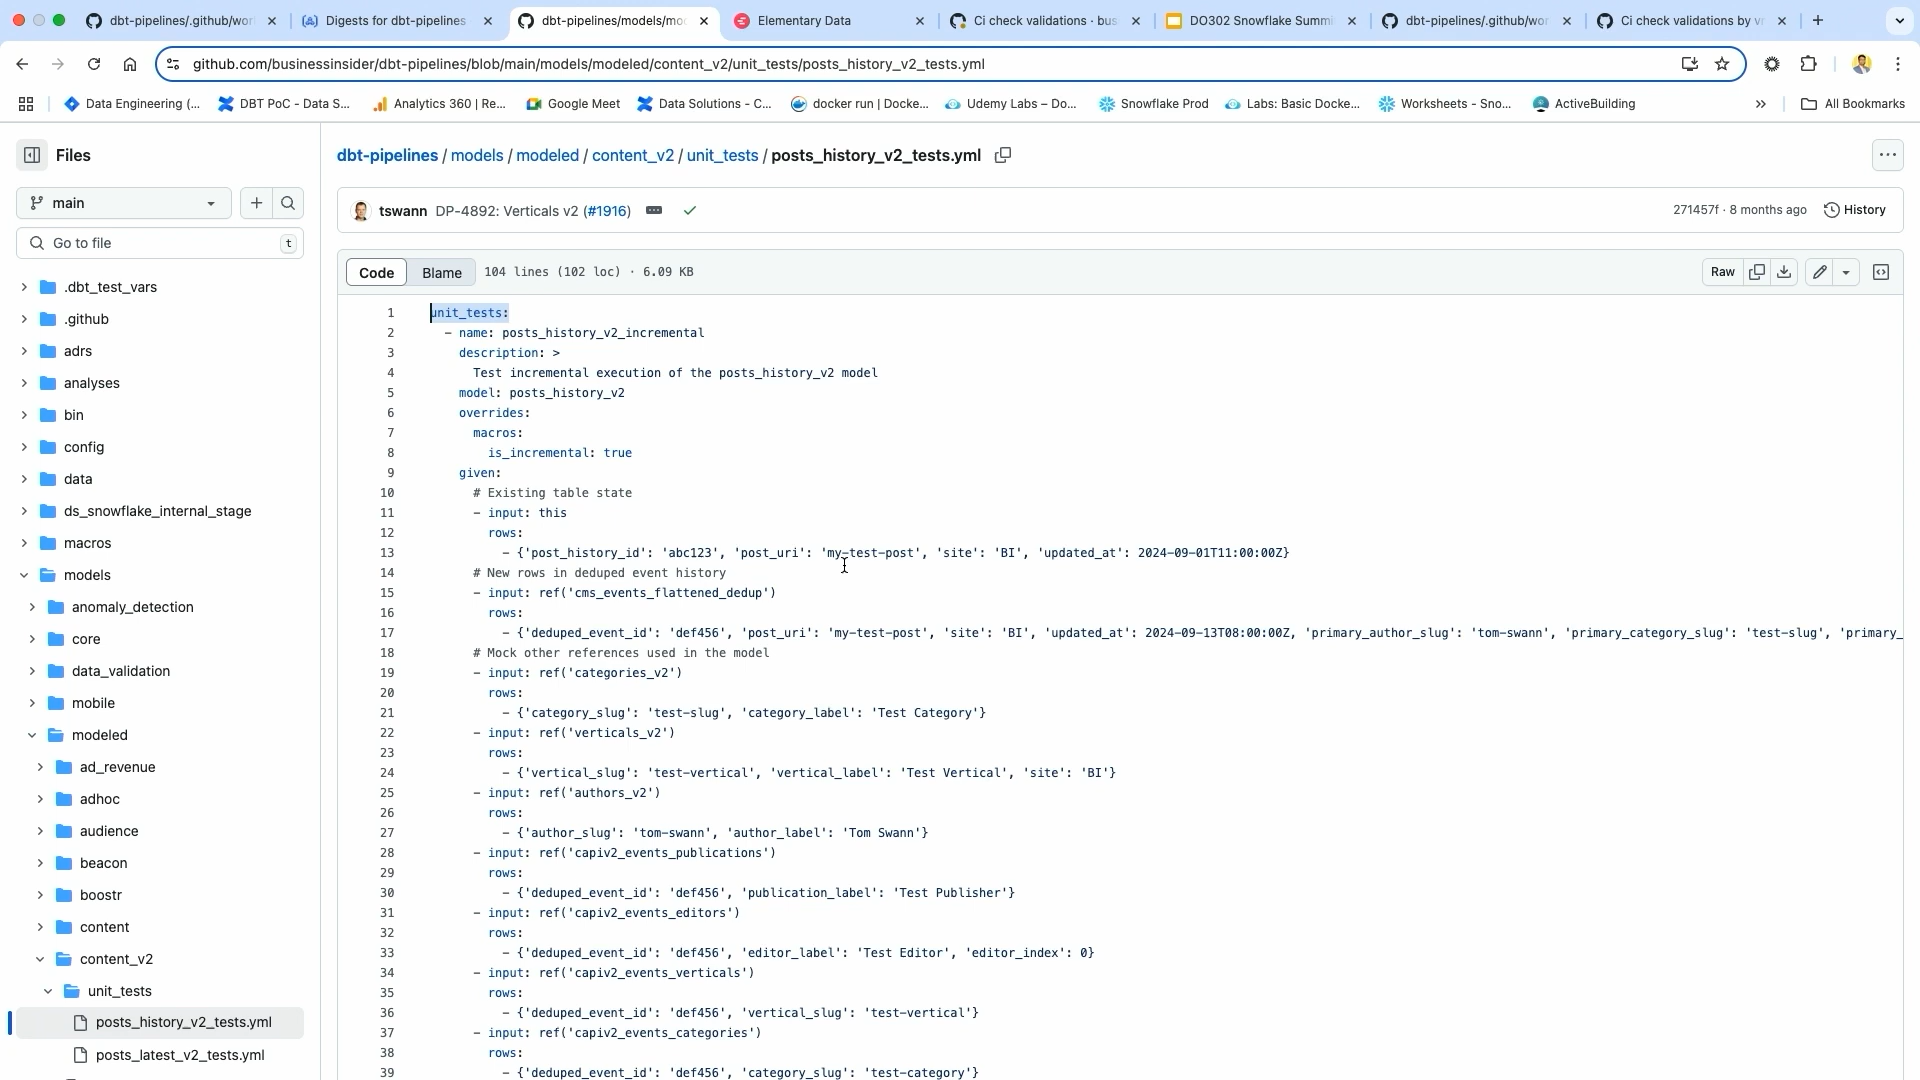 dbt-pipelines/.github/wor
Digests for dbt-pipelines
dbt-pipelines/models/mod
Elementary Data
Ci check validations · bus
DO302 Snowflake Summi
dbt-pipelines/.github/wor
Ci check validations by v
github.com/businessinsider/dbt-pipelines/blob/main/models/modeled/content_v2/unit_tests/posts_history_v2_tests.yml
Data Engineering (...
DBT PoC - Data S...
Analytics 360 | Re...
Google Meet
Data Solutions - C...
docker run | Docke...
Udemy Labs – Do...
Snowflake Prod
Labs: Basic Docke...
Worksheets - Sno...
ActiveBuilding
»
All Bookmarks
Files
main
Go to file
t
.dbt_test_vars
.github
adrs
analyses
bin
config
data
ds_snowflake_internal_stage
macros
models
anomaly_detection
core
data_validation
mobile
modeled
ad_revenue
adhoc
audience
beacon
boostr
content
content_v2
unit_tests
posts_history_v2_tests.yml
posts_latest_v2_tests.yml
dbt-pipelines / models / modeled / content_v2 / unit_tests / posts_history_v2_tests.yml
tswann DP-4892: Verticals v2 (#1916)
271457f · 8 months ago
History
Code
Blame
104 lines (102 loc) · 6.09 KB
Raw
1 unit_tests:
2 - name: posts_history_v2_incremental
3 description: >
4 Test incremental execution of the posts_history_v2 model
5 model: posts_history_v2
6 overrides:
7 macros:
8 is_incremental: true
9 given:
10 # Existing table state
11 - input: this
12 rows:
13 - {'post_history_id': 'abc123', 'post_uri': 'my-test-post', 'site': 'BI', 'updated_at': 2024-09-01T11:00:00Z}
14 # New rows in deduped event history
15 - input: ref('cms_events_flattened_dedup')
16 rows:
17 - {'deduped_event_id': 'def456', 'post_uri': 'my-test-post', 'site': 'BI', 'updated_at': 2024-09-13T08:00:00Z, 'primary_author_slug': 'tom-swann', 'primary_category_slug': 'test-slug', 'primary_
18 # Mock other references used in the model
19 - input: ref('categories_v2')
20 rows:
21 - {'category_slug': 'test-slug', 'category_label': 'Test Category'}
22 - input: ref('verticals_v2')
23 rows:
24 - {'vertical_slug': 'test-vertical', 'vertical_label': 'Test Vertical', 'site': 'BI'}
25 - input: ref('authors_v2')
26 rows:
27 - {'author_slug': 'tom-swann', 'author_label': 'Tom Swann'}
28 - input: ref('capiv2_events_publications')
29 rows:
30 - {'deduped_event_id': 'def456', 'publication_label': 'Test Publisher'}
31 - input: ref('capiv2_events_editors')
32 rows:
33 - {'deduped_event_id': 'def456', 'editor_label': 'Test Editor', 'editor_index': 0}
34 - input: ref('capiv2_events_verticals')
35 rows:
36 - {'deduped_event_id': 'def456', 'vertical_slug': 'test-vertical'}
37 - input: ref('capiv2_events_categories')
38 rows:
39 - {'deduped_event_id': 'def456', 'category_slug': 'test-category'}